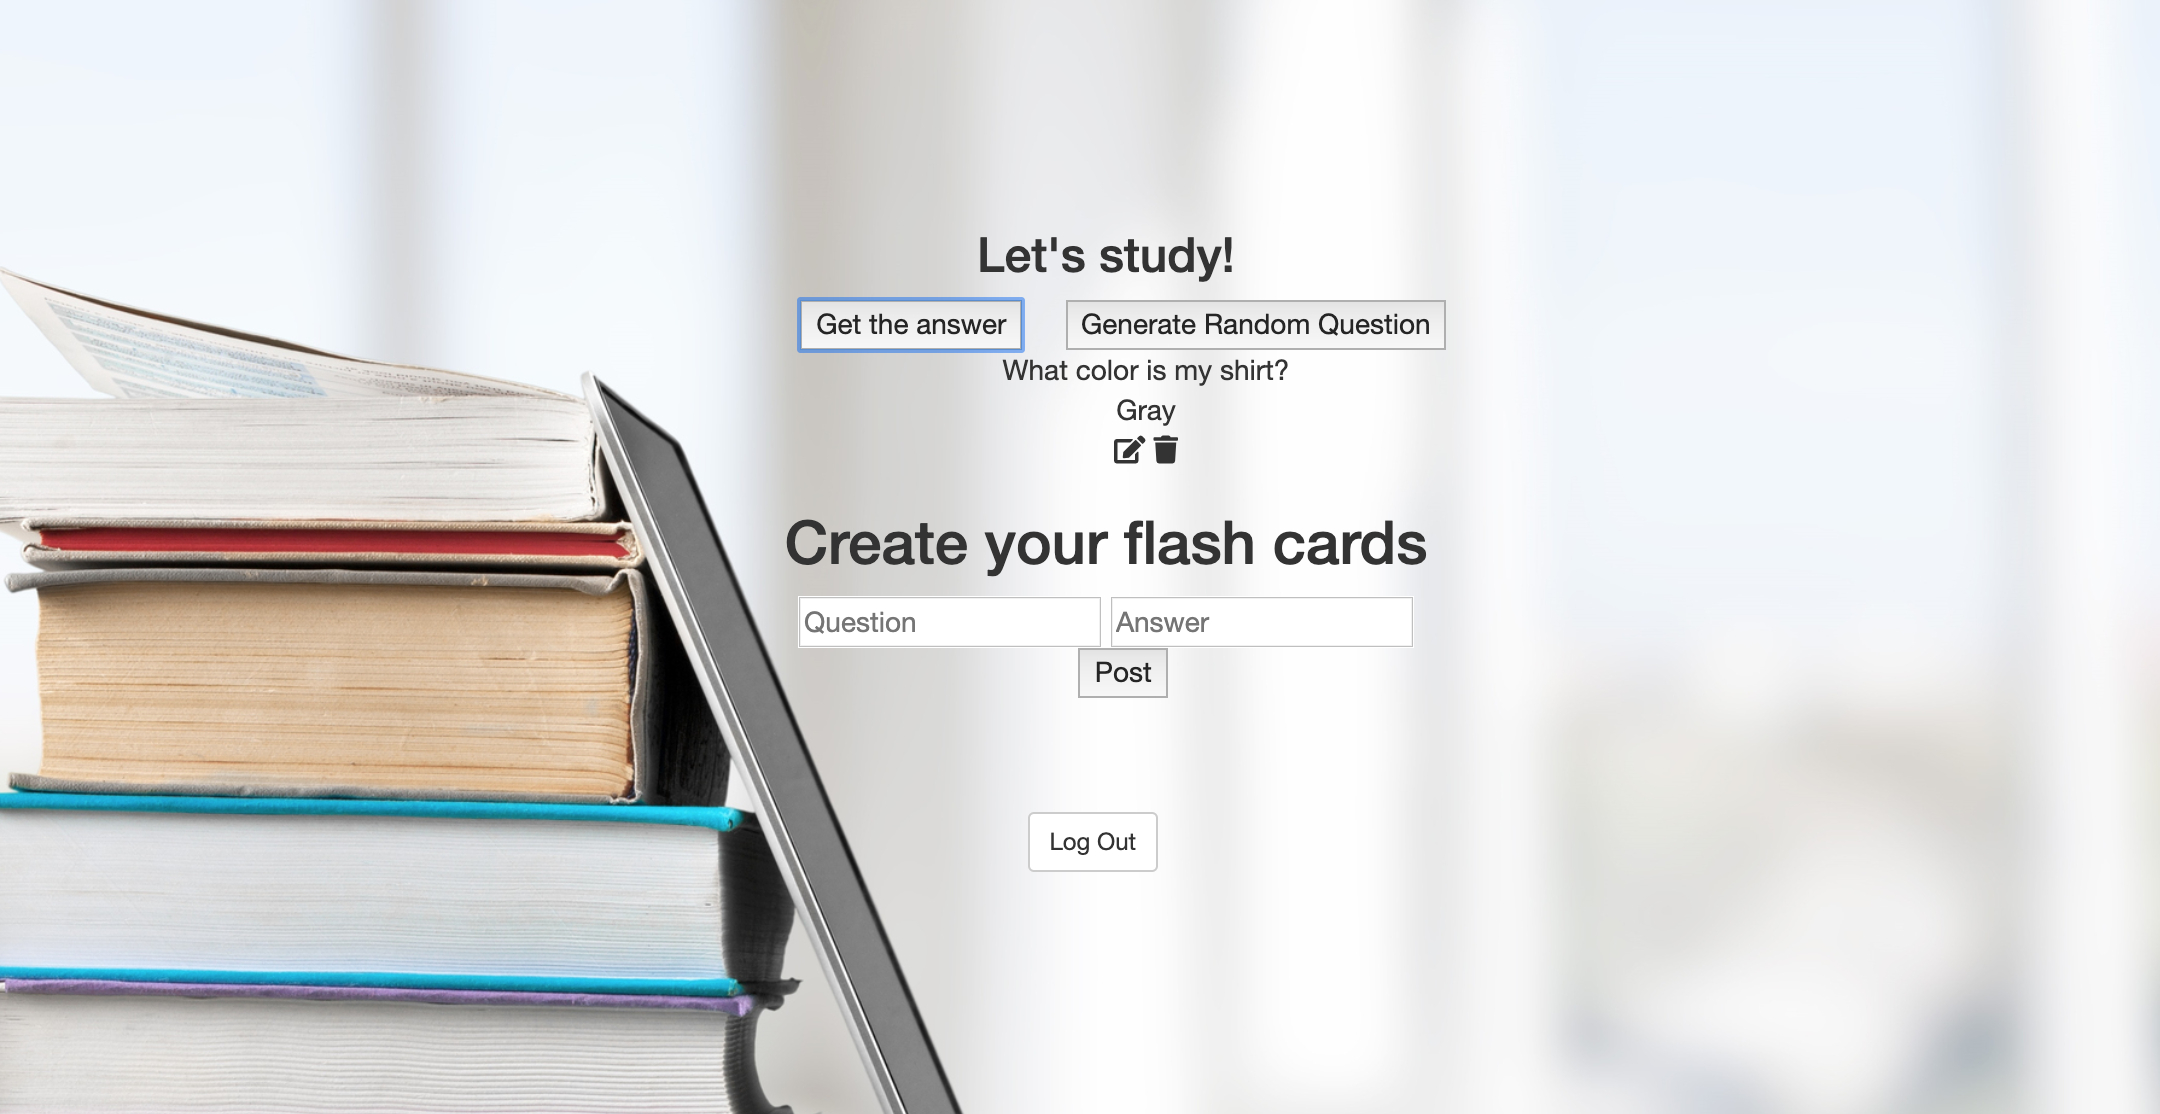 Let's study!
Get the answer Generate Random Question
What color is my shirt?
Gray
Create your flash cards
Question Answer
Post
Log Out